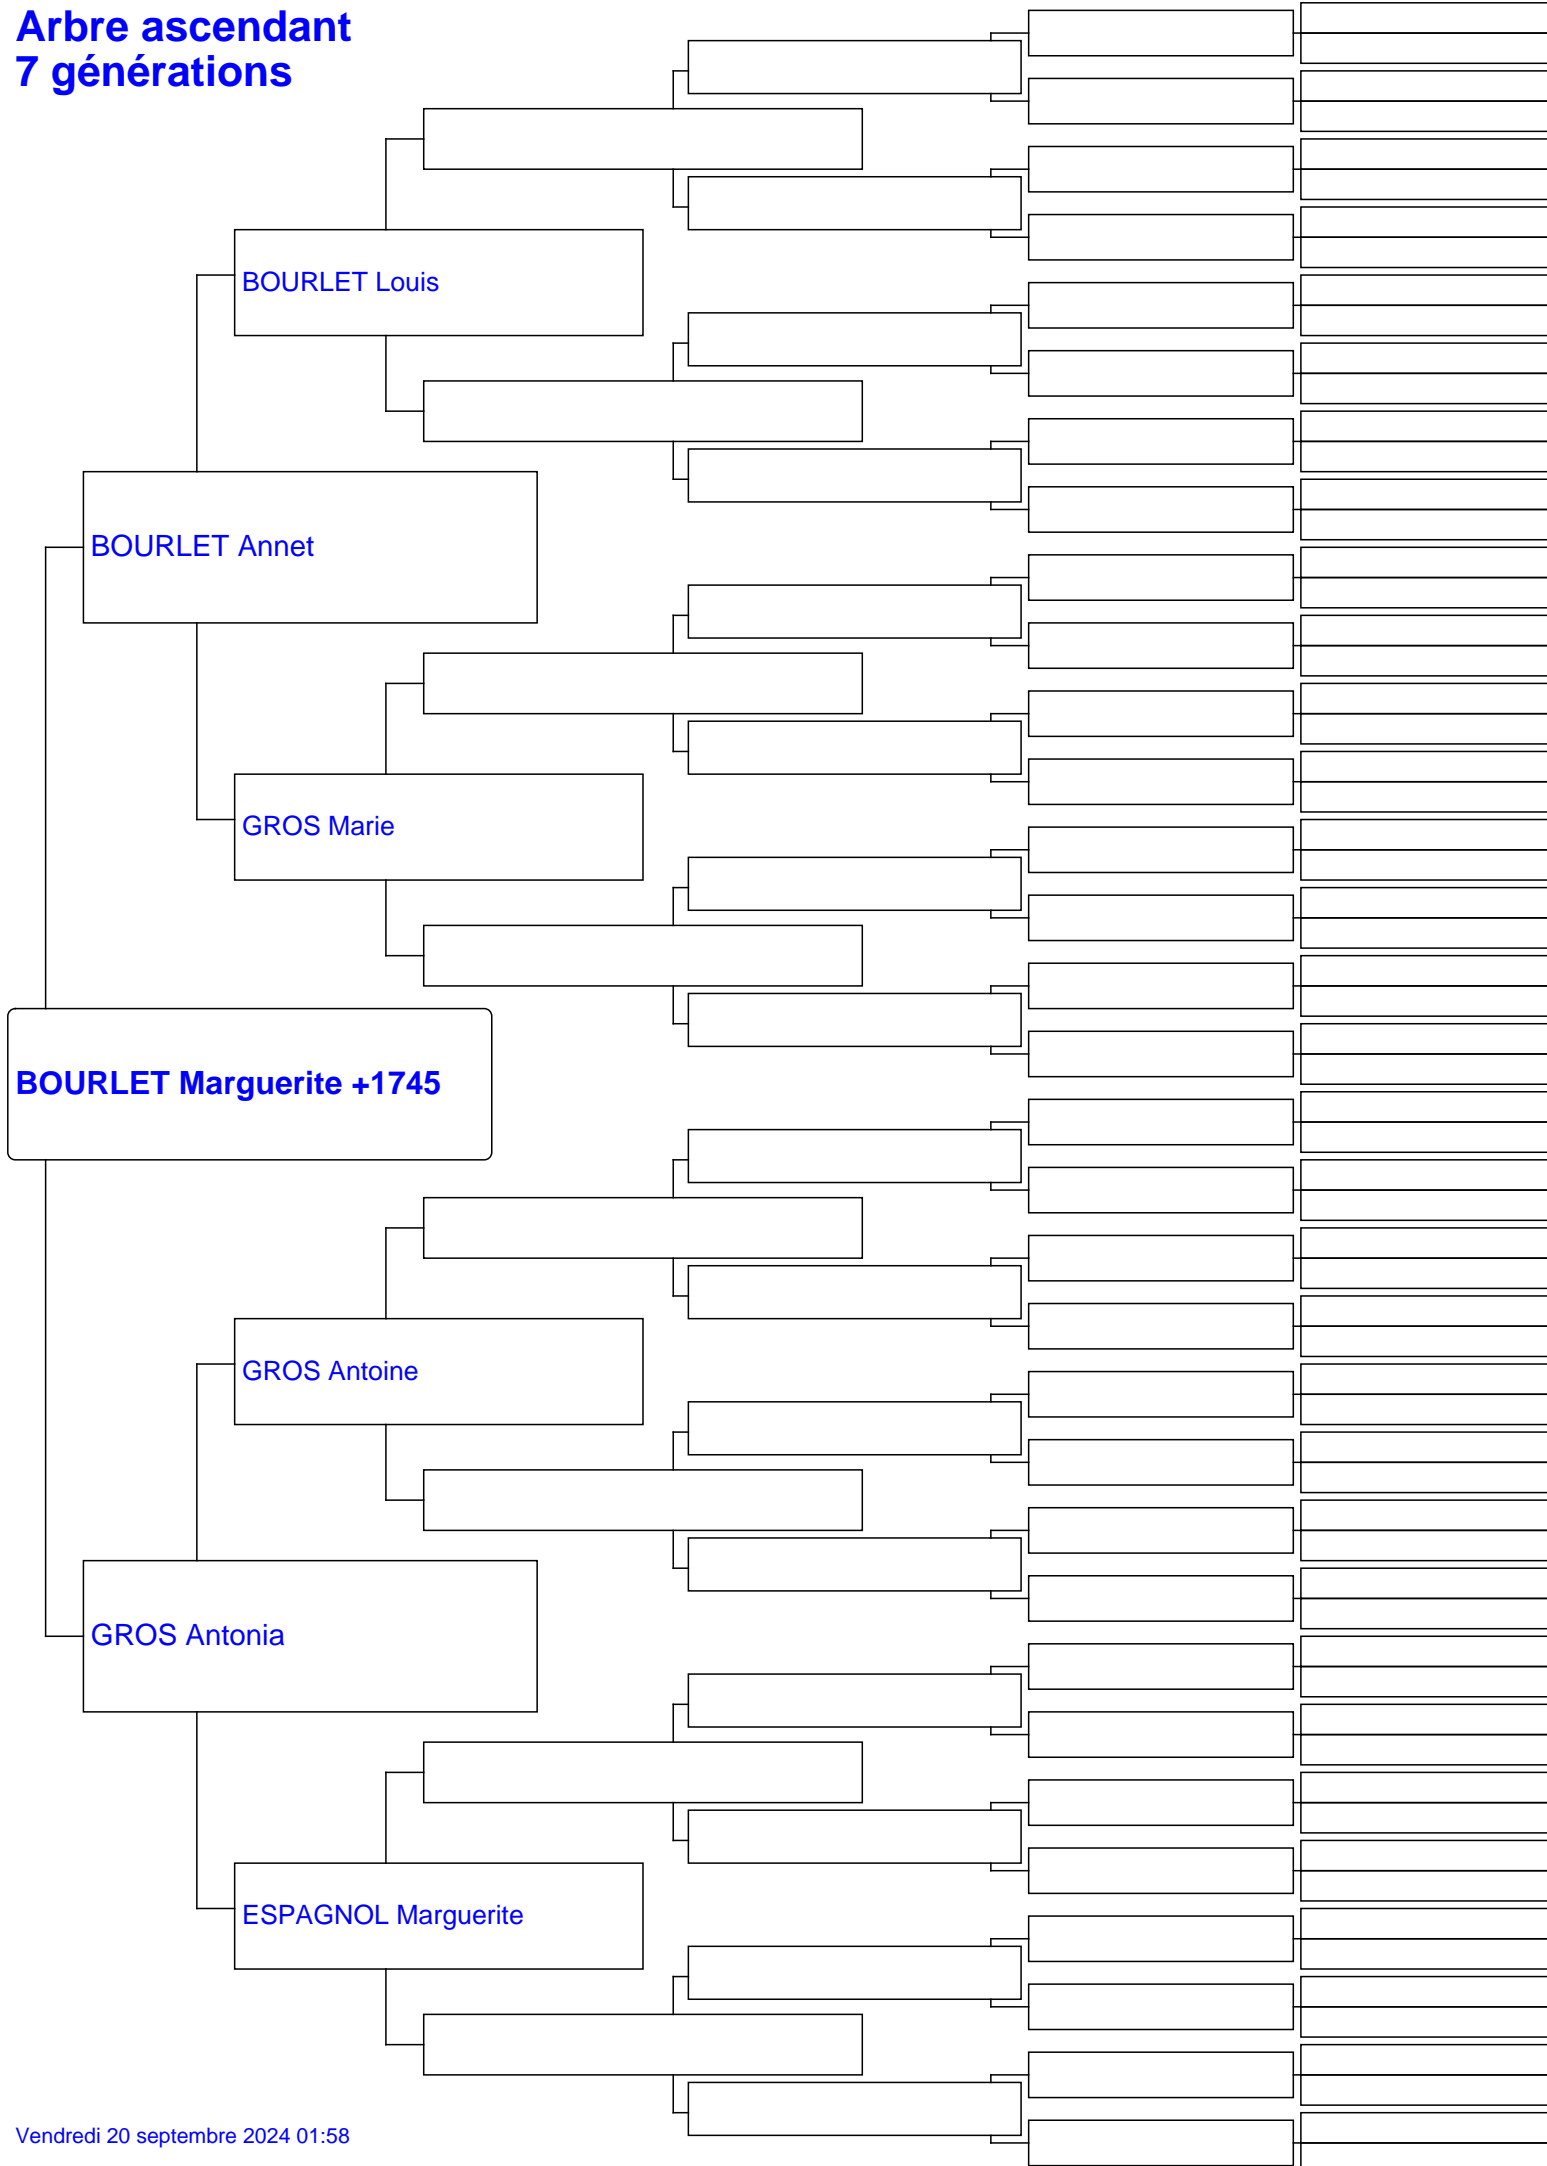 Arbre ascendant
7 générations
BOURLET Louis
BOURLET Annet
GROS Marie
BOURLET Marguerite +1745
GROS Antoine
GROS Antonia
ESPAGNOL Marguerite
Vendredi 20 septembre 2024 01:58